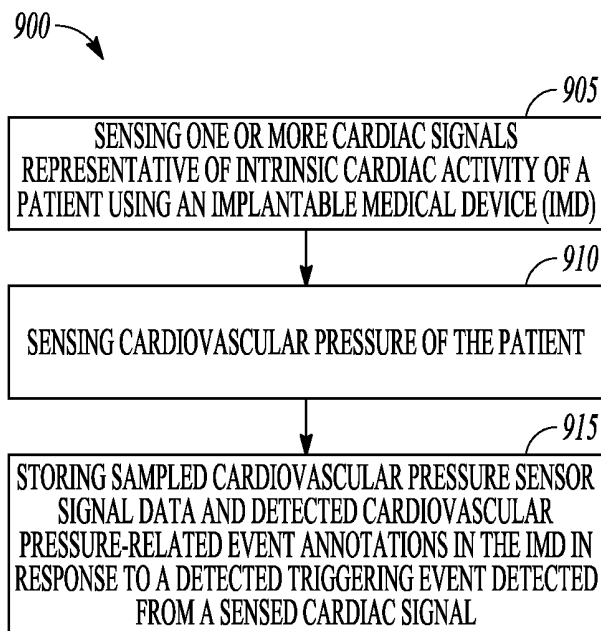 900
905
SENSING ONE OR MORE CARDIAC SIGNALS
REPRESENTATIVE OF INTRINSIC CARDIAC ACTIVITY OF A
PATIENT USING AN IMPLANTABLE MEDICAL DEVICE (IMD)
910
SENSING CARDIOVASCULAR PRESSURE OF THE PATIENT
915
STORING SAMPLED CARDIOVASCULAR PRESSURE SENSOR
SIGNAL DATA AND DETECTED CARDIOVASCULAR
PRESSURE-RELATED EVENT ANNOTATIONS IN THE IMD IN
RESPONSE TO A DETECTED TRIGGERING EVENT DETECTED
FROM A SENSED CARDIAC SIGNAL